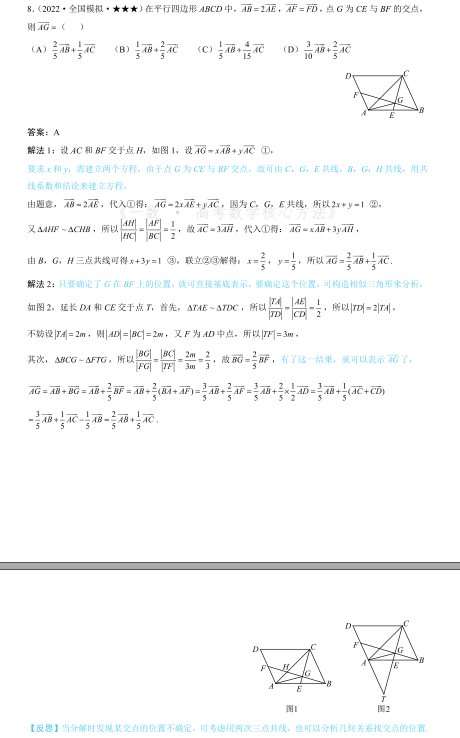 8.（2022·全国模拟·★★★）在平行四边形 ABCD 中，$\overrightarrow{AB}=2\overrightarrow{AE}$，$\overrightarrow{AF}=\overrightarrow{FD}$，点 G 为 CE 与 BF 的交点，
则 $\overrightarrow{AG}=$（　）
（A）$\frac{2}{5}\overrightarrow{AB}+\frac{1}{5}\overrightarrow{AC}$　（B）$\frac{1}{5}\overrightarrow{AB}+\frac{2}{5}\overrightarrow{AC}$　（C）$\frac{1}{5}\overrightarrow{AB}+\frac{4}{15}\overrightarrow{AC}$　（D）$\frac{3}{10}\overrightarrow{AB}+\frac{2}{5}\overrightarrow{AC}$
D C
F
G
A E B
答案：A
解法 1：设 AC 和 BF 交于点 H，如图 1，设 $\overrightarrow{AG}=x\overrightarrow{AB}+y\overrightarrow{AC}$ ①，
要求 x 和 y，需建立两个方程，由于点 G 为 CE 与 BF 交点，故可由 C，G，E 共线，B，G，H 共线，用共
线系数和结论来建立方程，
由题意，$\overrightarrow{AB}=2\overrightarrow{AE}$，代入①得：$\overrightarrow{AG}=2x\overrightarrow{AE}+y\overrightarrow{AC}$，因为 C，G，E 共线，所以 $2x+y=1$ ②，
《一数·高考数学核心方法》
又 $\Delta AHF\sim\Delta CHB$，所以 $\frac{|AH|}{|HC|}=\frac{|AF|}{|BC|}=\frac{1}{2}$，故 $\overrightarrow{AC}=3\overrightarrow{AH}$，代入①得：$\overrightarrow{AG}=x\overrightarrow{AB}+3y\overrightarrow{AH}$，
由 B，G，H 三点共线可得 $x+3y=1$ ③，联立②③解得：$x=\frac{2}{5}$，$y=\frac{1}{5}$，所以 $\overrightarrow{AG}=\frac{2}{5}\overrightarrow{AB}+\frac{1}{5}\overrightarrow{AC}$.
解法 2：只要确定了 G 在 BF 上的位置，就可直接基底表示，要确定这个位置，可构造相似三角形来分析，
如图 2，延长 DA 和 CE 交于点 T，首先，$\Delta TAE\sim\Delta TDC$，所以 $\frac{|TA|}{|TD|}=\frac{|AE|}{|CD|}=\frac{1}{2}$，所以 $|TD|=2|TA|$，
不妨设 $|TA|=2m$，则 $|AD|=|BC|=2m$，又 F 为 AD 中点，所以 $|TF|=3m$，
其次，$\Delta BCG\sim\Delta FTG$，所以 $\frac{|BG|}{|FG|}=\frac{|BC|}{|TF|}=\frac{2m}{3m}=\frac{2}{3}$，故 $\overrightarrow{BG}=\frac{2}{5}\overrightarrow{BF}$，有了这一结果，就可以表示 $\overrightarrow{AG}$ 了，
$\overrightarrow{AG}=\overrightarrow{AB}+\overrightarrow{BG}=\overrightarrow{AB}+\frac{2}{5}\overrightarrow{BF}=\overrightarrow{AB}+\frac{2}{5}(\overrightarrow{BA}+\overrightarrow{AF})=\frac{3}{5}\overrightarrow{AB}+\frac{2}{5}\overrightarrow{AF}=\frac{3}{5}\overrightarrow{AB}+\frac{2}{5}\times\frac{1}{2}\overrightarrow{AD}=\frac{3}{5}\overrightarrow{AB}+\frac{1}{5}(\overrightarrow{AC}+\overrightarrow{CD})$
$=\frac{3}{5}\overrightarrow{AB}+\frac{1}{5}\overrightarrow{AC}-\frac{1}{5}\overrightarrow{AB}=\frac{2}{5}\overrightarrow{AB}+\frac{1}{5}\overrightarrow{AC}$.
D C
F H
G
A E B
图1
D C
F
G
A E B
T
图2
【反思】当分解时发现某交点的位置不确定，可考虑用两次三点共线，也可以分析几何关系找交点的位置.